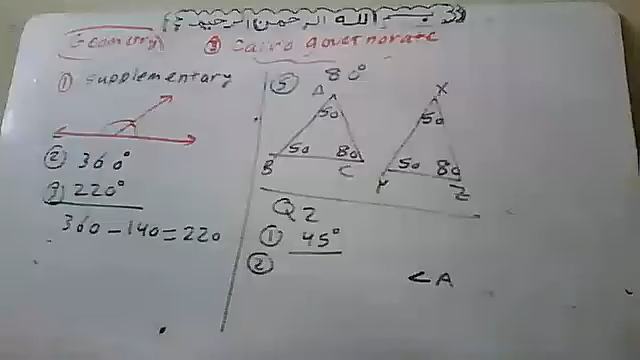 بسم الله الرحمن الرحيم
Geometry
③ Cairo governorate
① supplementary
② 360°
③ 220°
360 - 140 = 220
⑤ 80°
A
50
50
80
B
C
X
50
50
80
Y
Z
Q2
① 45°
②
<A